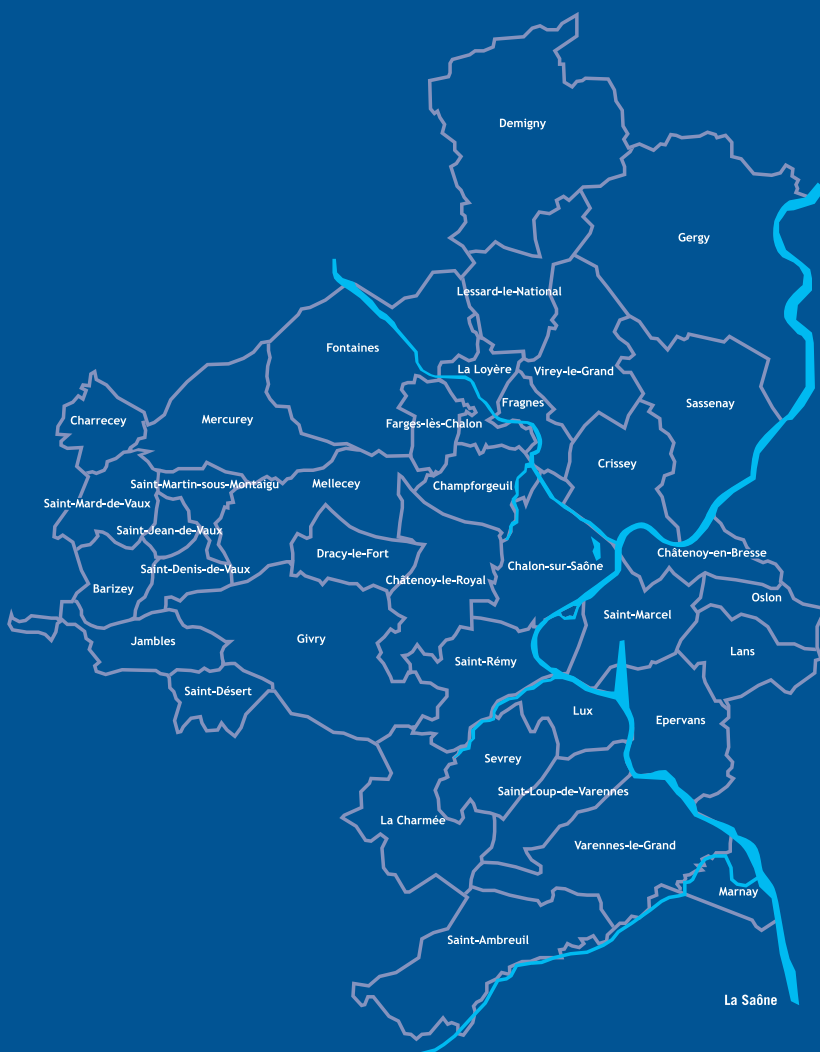 Demigny
Gergy
Lessard-le-National
Fontaines
La Loyère
Virey-le-Grand
Fragnes
Sassenay
Charrecey
Mercurey
Farges-lès-Chalon
Crissey
Saint-Martin-sous-Montaigu
Mellecey
Champforgeuil
Saint-Mard-de-Vaux
Saint-Jean-de-Vaux
Dracy-le-Fort
Châtenoy-en-Bresse
Saint-Denis-de-Vaux
Chalon-sur-Saône
Châtenoy-le-Royal
Barizey
Oslon
Saint-Marcel
Jambles
Givry
Lans
Saint-Rémy
Saint-Désert
Lux
Epervans
Sevrey
Saint-Loup-de-Varennes
La Charmée
Varennes-le-Grand
Marnay
Saint-Ambreuil
La Saône